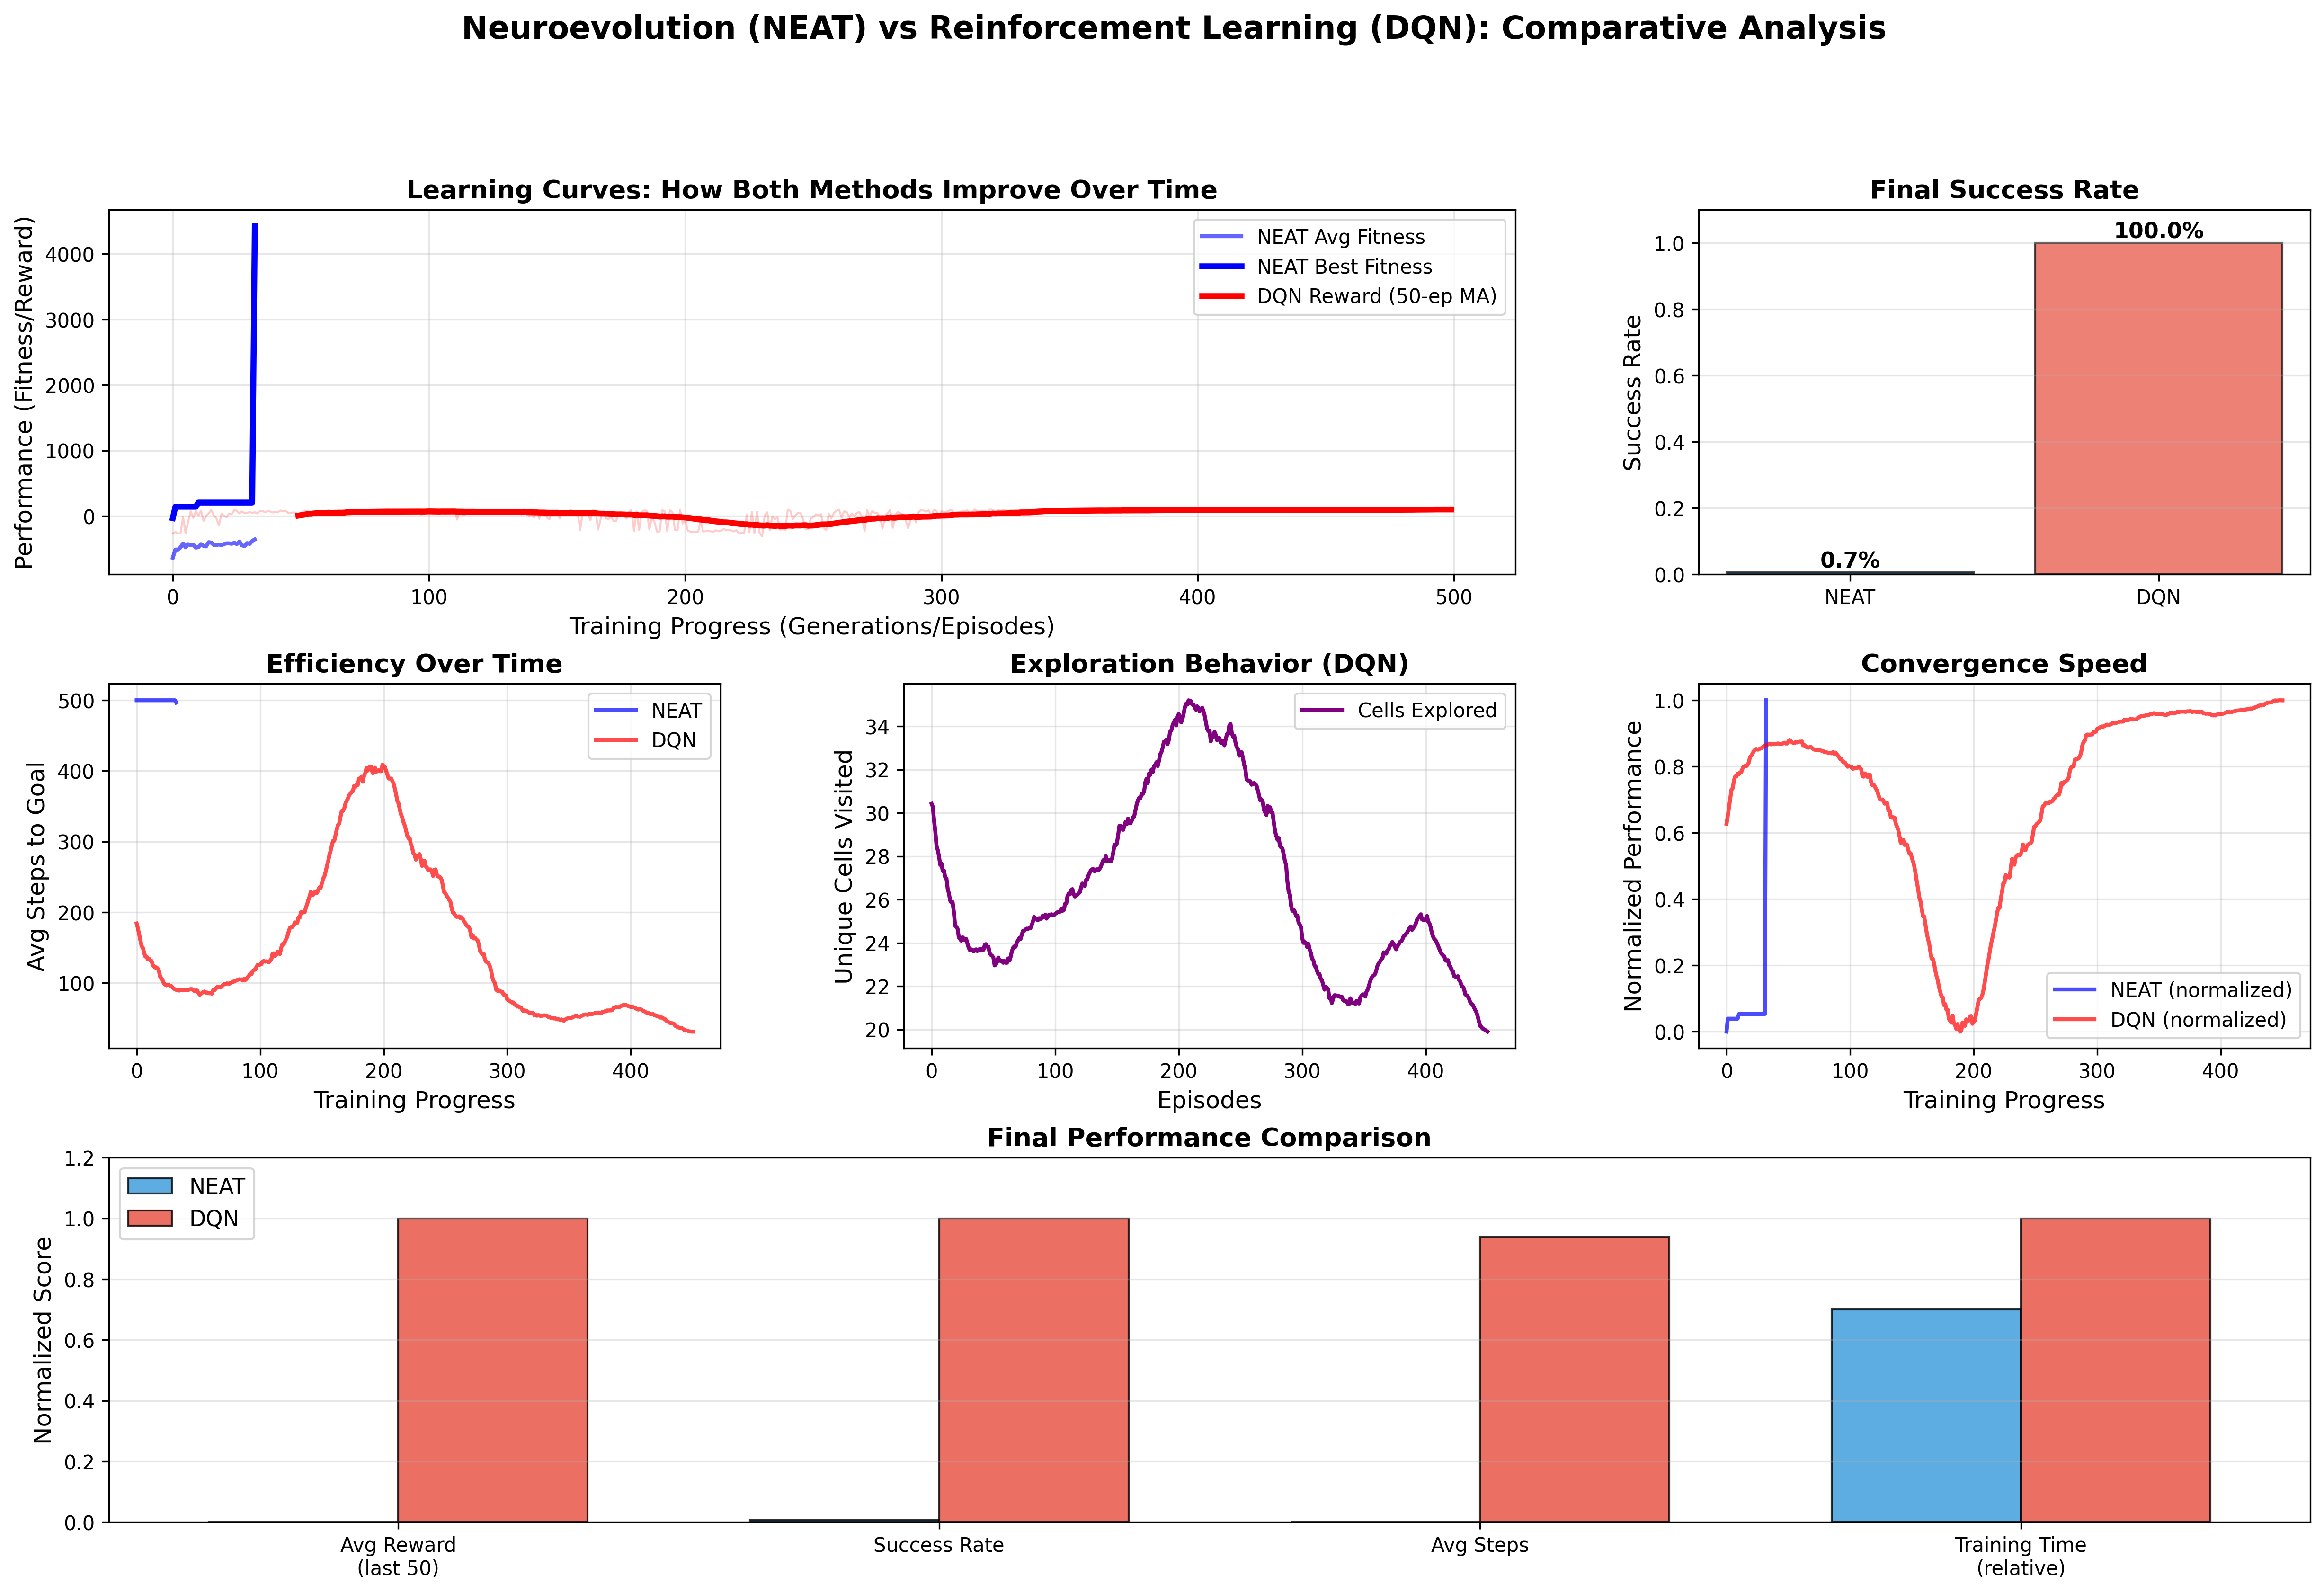 Neuroevolution (NEAT) vs Reinforcement Learning (DQN): Comparative Analysis
Learning Curves: How Both Methods Improve Over Time
Performance (Fitness/Reward)
4000
3000
2000
1000
0
0
100
200
300
400
500
Training Progress (Generations/Episodes)
NEAT Avg Fitness
NEAT Best Fitness
DQN Reward (50-ep MA)
Final Success Rate
Success Rate
1.0
0.8
0.6
0.4
0.2
0.0
0.7%
100.0%
NEAT
DQN
Efficiency Over Time
Avg Steps to Goal
500
400
300
200
100
0
100
200
300
400
Training Progress
NEAT
DQN
Exploration Behavior (DQN)
Unique Cells Visited
34
32
30
28
26
24
22
20
0
100
200
300
400
Episodes
Cells Explored
Convergence Speed
Normalized Performance
1.0
0.8
0.6
0.4
0.2
0.0
0
100
200
300
400
Training Progress
NEAT (normalized)
DQN (normalized)
Final Performance Comparison
Normalized Score
1.2
1.0
0.8
0.6
0.4
0.2
0.0
NEAT
DQN
Avg Reward
(last 50)
Success Rate
Avg Steps
Training Time
(relative)